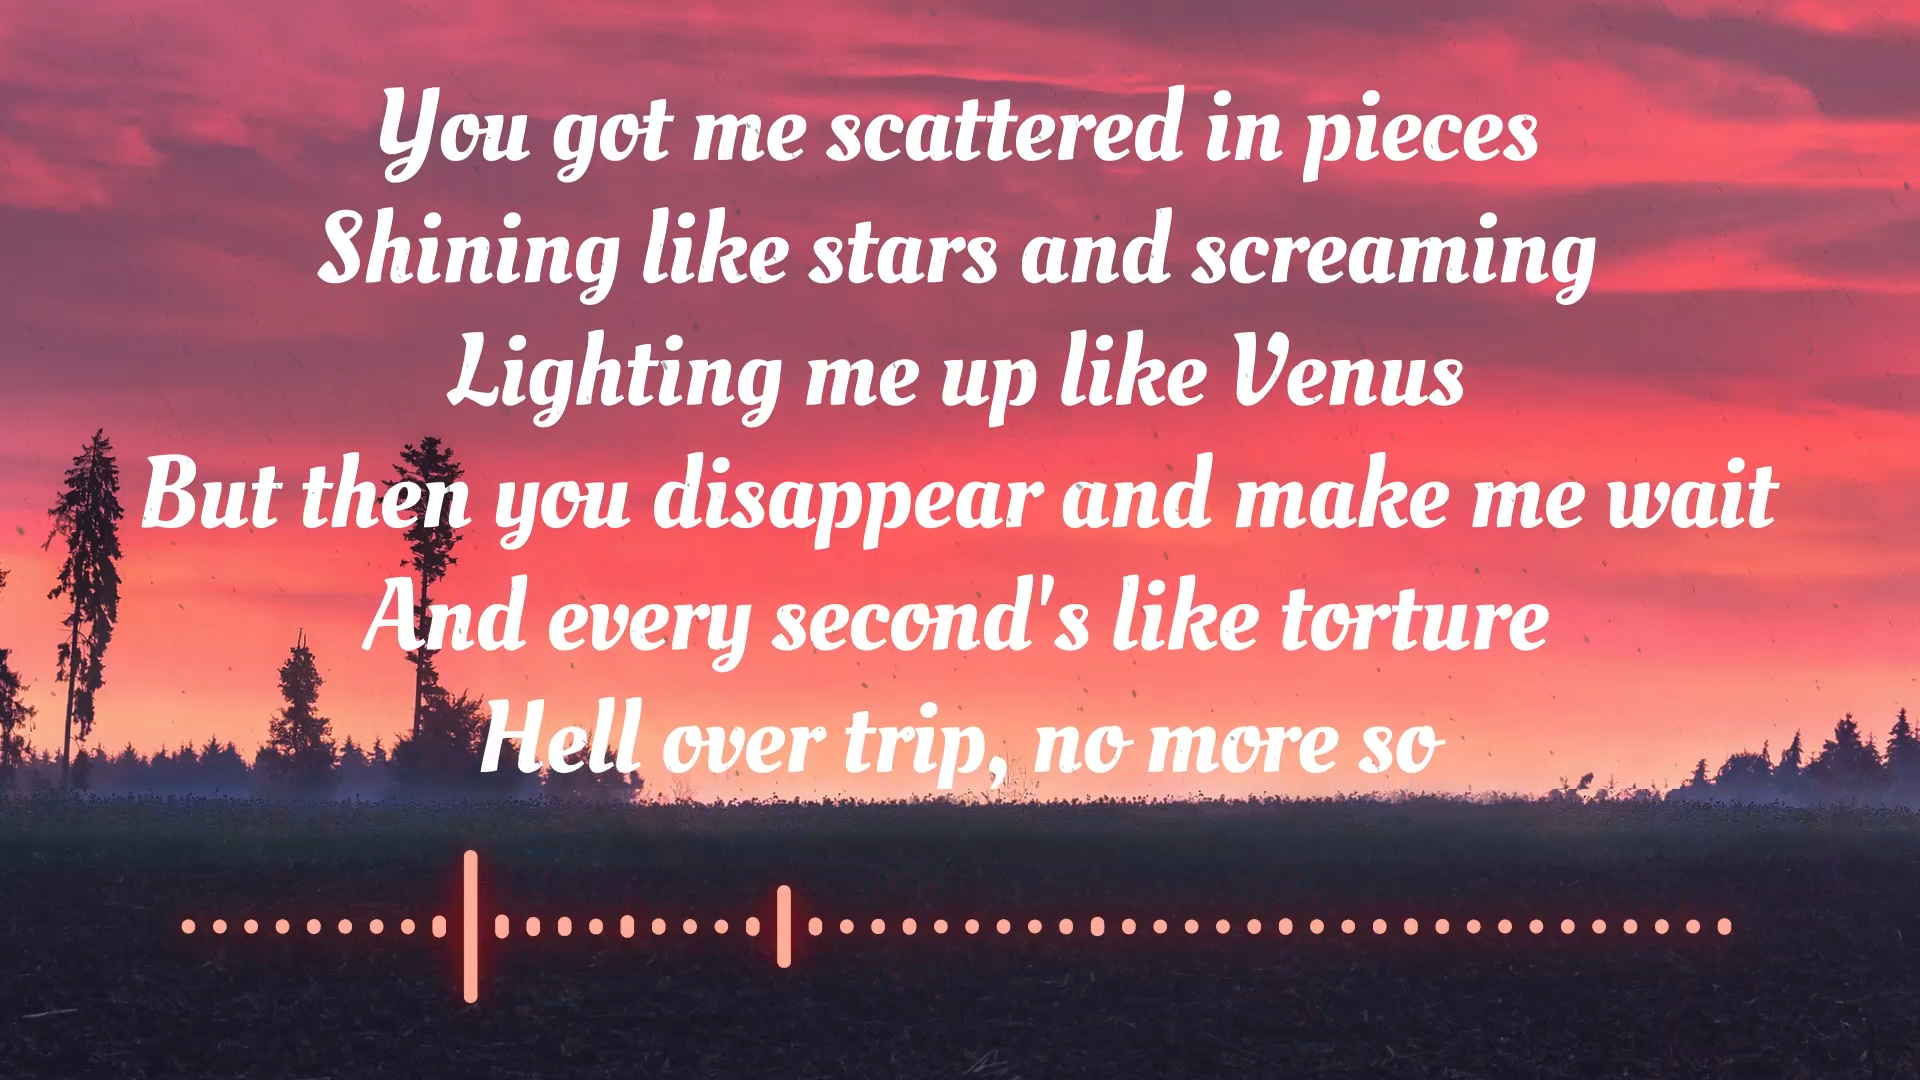 You got me scattered in pieces
Shining like stars and screaming
Lighting me up like Venus
But then you disappear and make me wait
And every second's like torture
Hell over trip, no more so